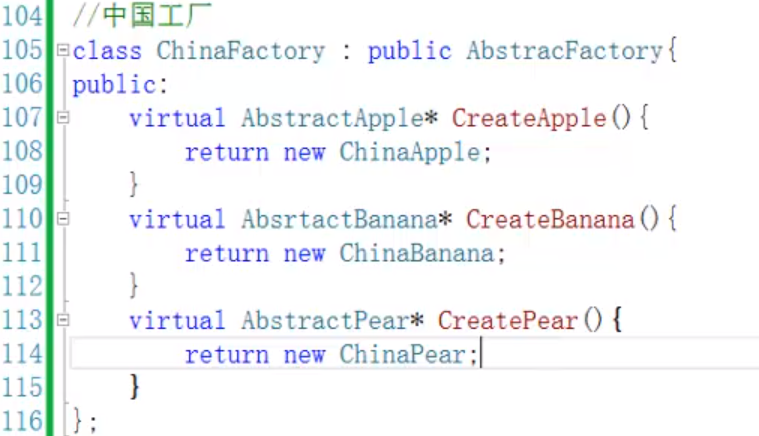 104 //中国工厂
105 class ChinaFactory : public AbstracFactory{
106 public:
107     virtual AbstractApple* CreateApple(){
108         return new ChinaApple;
109     }
110     virtual AbsrtactBanana* CreateBanana(){
111         return new ChinaBanana;
112     }
113     virtual AbstractPear* CreatePear(){
114         return new ChinaPear;
115     }
116 };